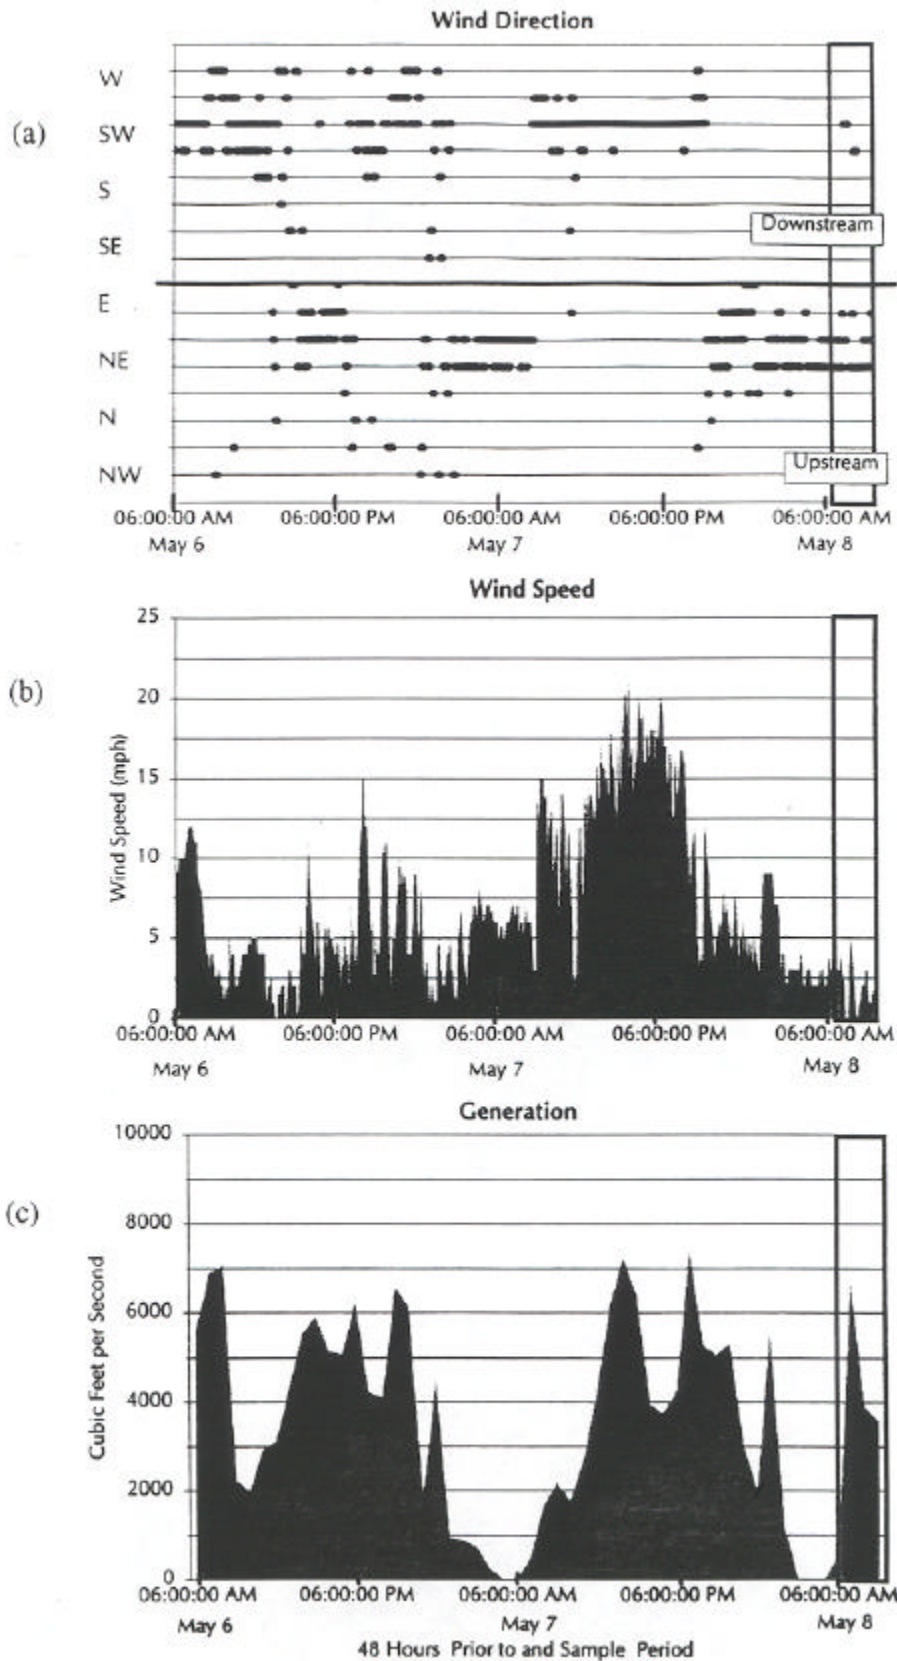 Wind Direction
(a)
W
SW
S
SE
E
NE
N
NW
Downstream
Upstream
06:00:00 AM 06:00:00 PM 06:00:00 AM 06:00:00 PM 06:00:00 AM
May 6 May 7 May 8
Wind Speed
(b)
Wind Speed (mph)
25
20
15
10
5
0
06:00:00 AM 06:00:00 PM 06:00:00 AM 06:00:00 PM 06:00:00 AM
May 6 May 7 May 8
Generation
(c)
Cubic Feet per Second
10000
8000
6000
4000
2000
0
06:00:00 AM 06:00:00 PM 06:00:00 AM 06:00:00 PM 06:00:00 AM
May 6 May 7 May 8
48 Hours Prior to and Sample Period